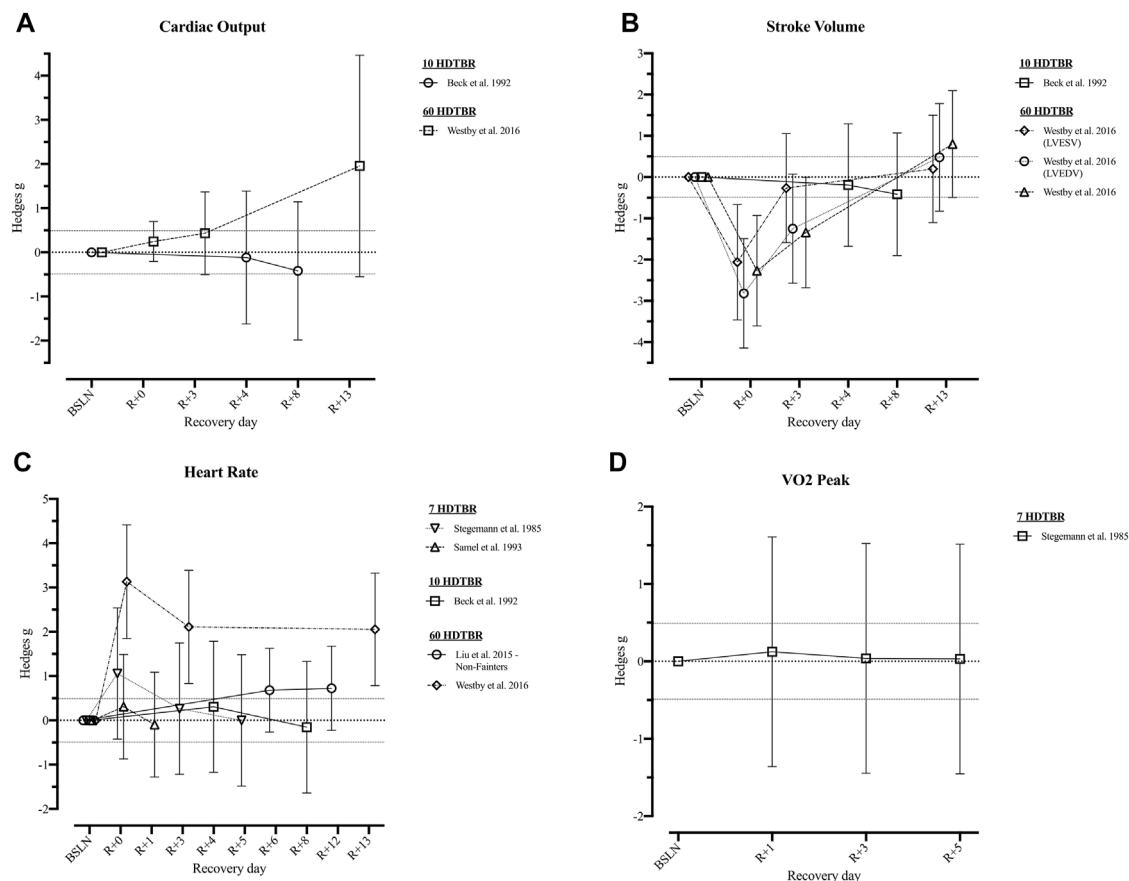 A
Cardiac Output
Hedges g
4
3
2
1
0
-1
-2
BSLN
R+0
R+3
R+4
R+8
R+13
Recovery day
10 HDTBR
Beck et al. 1992
60 HDTBR
Westby et al. 2016
B
Stroke Volume
Hedges g
3
2
1
0
-1
-2
-3
-4
BSLN
R+0
R+3
R+4
R+8
R+13
Recovery day
10 HDTBR
Beck et al. 1992
60 HDTBR
Westby et al. 2016
(LVESV)
Westby et al. 2016
(LVEDV)
Westby et al. 2016
C
Heart Rate
Hedges g
5
4
3
2
1
0
-1
-2
BSLN
R+0
R+1
R+3
R+4
R+5
R+6
R+8
R+12
R+13
Recovery day
7 HDTBR
Stegemann et al. 1985
Samel et al. 1993
10 HDTBR
Beck et al. 1992
60 HDTBR
Liu et al. 2015 -
Non-Fainters
Westby et al. 2016
D
VO2 Peak
Hedges g
2
1
0
-1
-2
BSLN
R+1
R+3
R+5
Recovery day
7 HDTBR
Stegemann et al. 1985